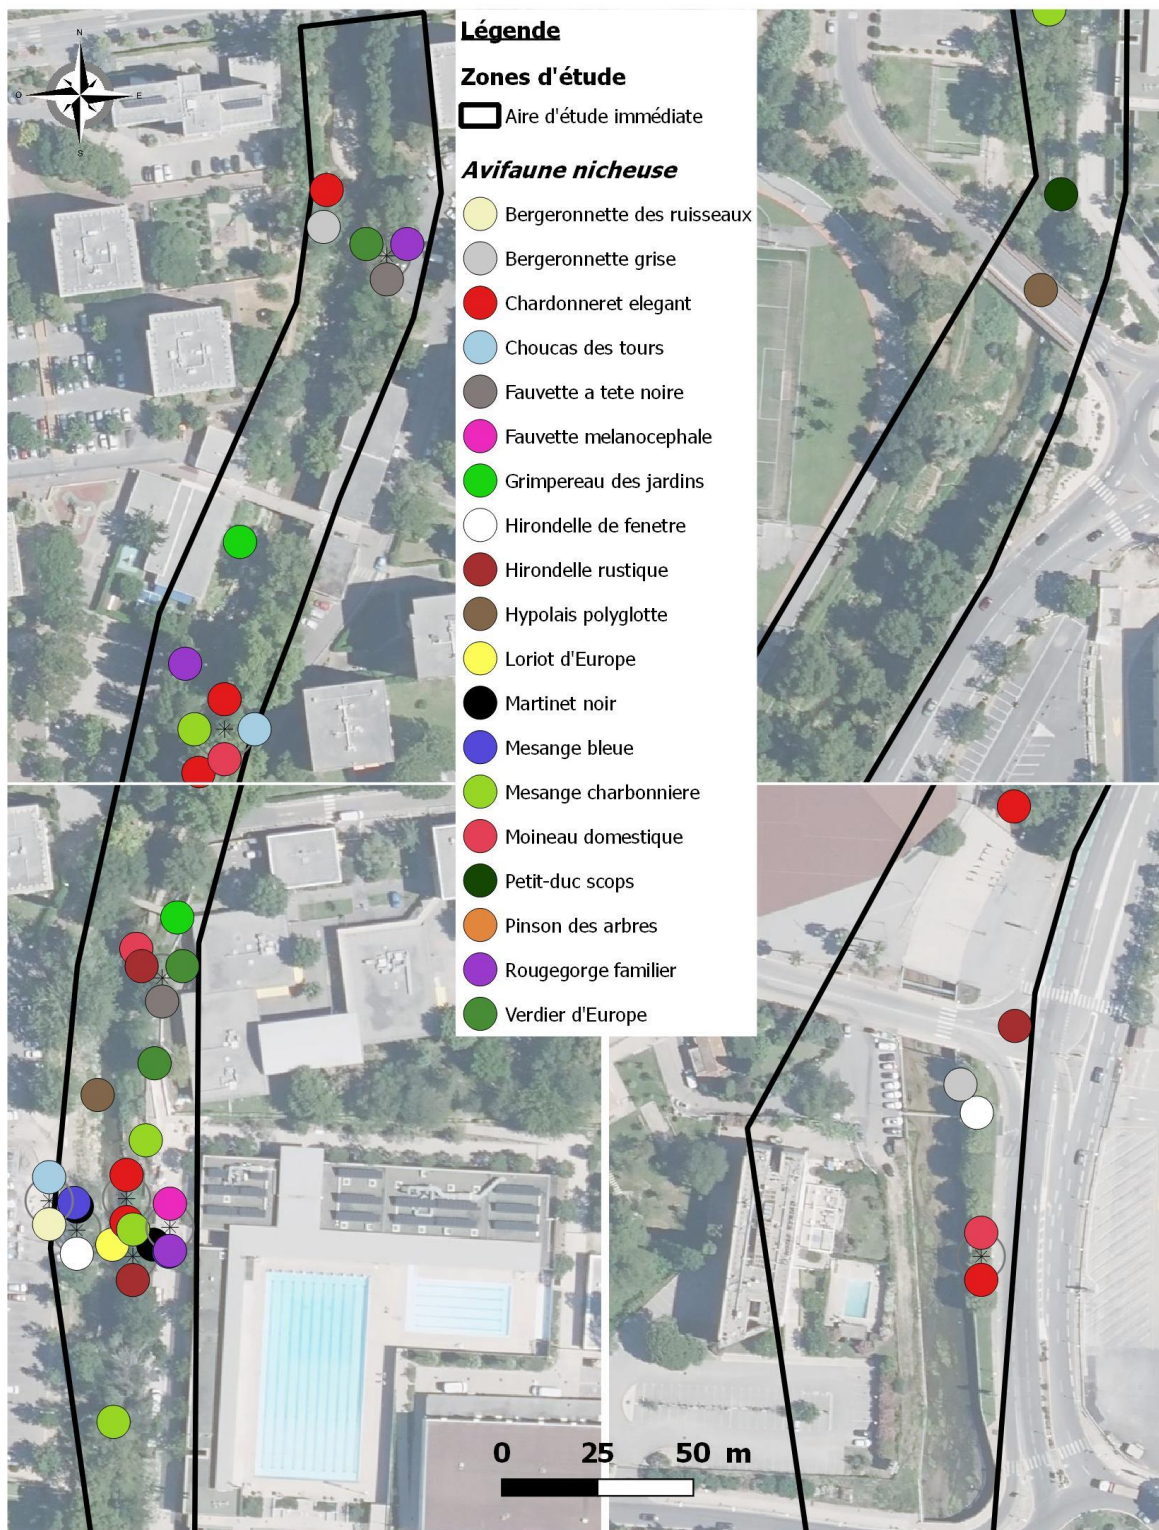 N
O
E
S
Légende
Zones d'étude
Aire d'étude immédiate
Avifaune nicheuse
Bergeronnette des ruisseaux
Bergeronnette grise
Chardonneret elegant
Choucas des tours
Fauvette a tete noire
Fauvette melanocephale
Grimpereau des jardins
Hirondelle de fenetre
Hirondelle rustique
Hypolais polyglotte
Loriot d'Europe
Martinet noir
Mesange bleue
Mesange charbonniere
Moineau domestique
Petit-duc scops
Pinson des arbres
Rougegorge familier
Verdier d'Europe
0 25 50 m